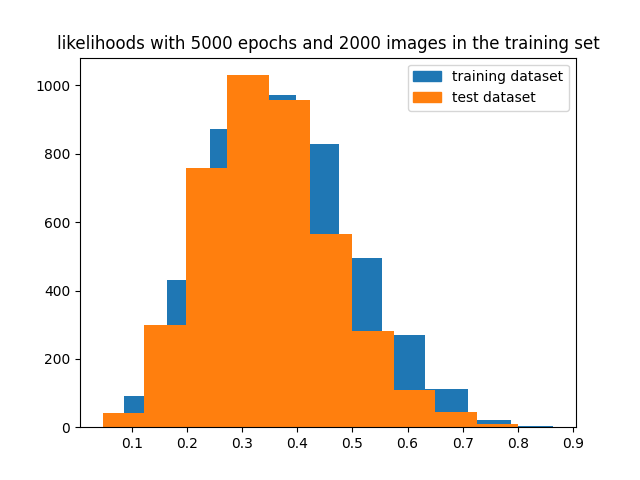 likelihoods with 5000 epochs and 2000 images in the training set
training dataset
test dataset
1000
800
600
400
200
0
0.1 0.2 0.3 0.4 0.5 0.6 0.7 0.8 0.9